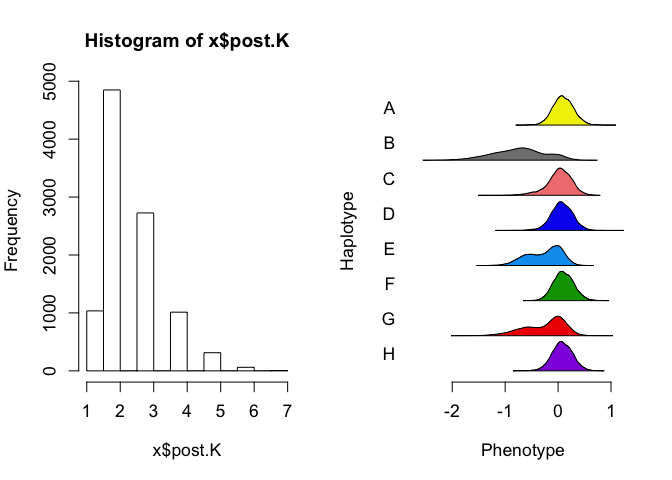 Histogram of x$post.K
Frequency
0
1000
2000
3000
4000
5000
1 2 3 4 5 6 7
x$post.K
Haplotype
A
B
C
D
E
F
G
H
-2 -1 0 1
Phenotype